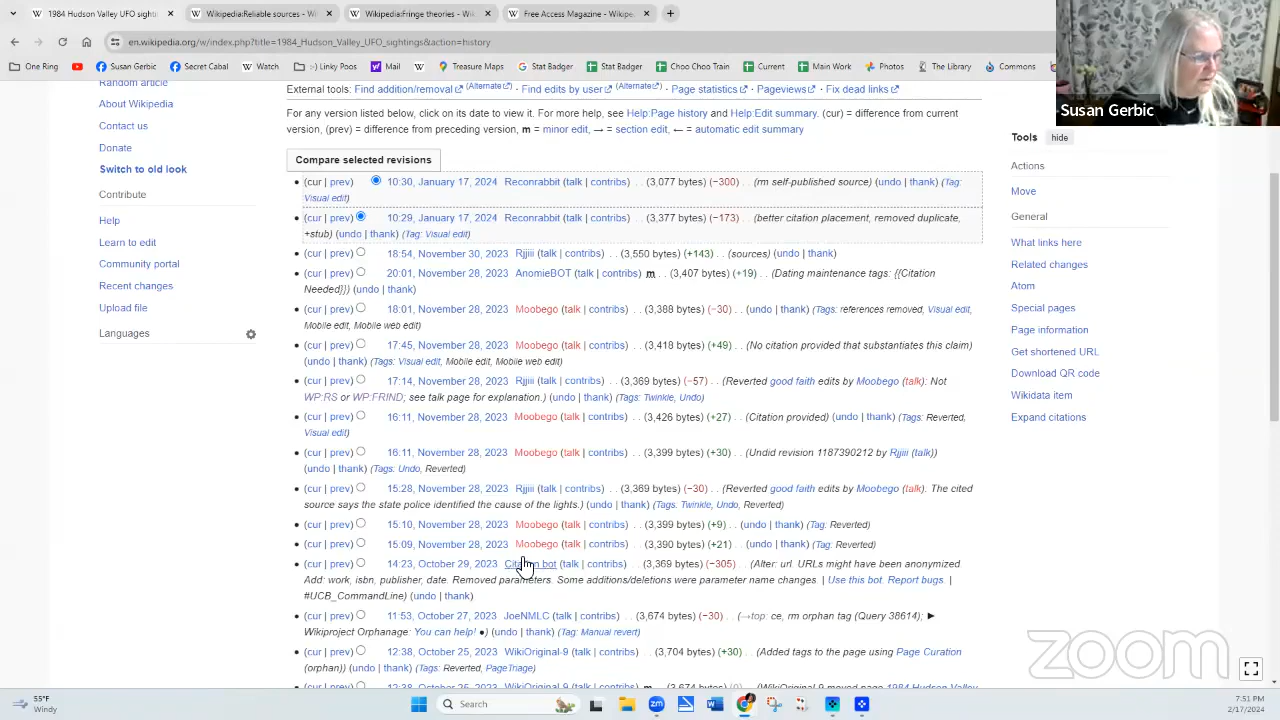 1984 Hudson Valley UFO sightings
Wikipedia:Reliable sources - Wi
Wikipedia:Fringe theories - Wiki
Free Access Magazine - Wikipe
en.wikipedia.org/w/index.php?title=1984_Hudson_Valley_UFO_sightings&action=history
One Ring Susan Gerbic Secret Cabal Watch :-) Linky Poo Mail Treasure Maps Stat Badger Stat Badger Choo Choo Train Current Main Work Photos The Library Commons
Susan Gerbic
Random article
About Wikipedia
Contact us
Donate
Switch to old look
Contribute
Help
Learn to edit
Community portal
Recent changes
Upload file
Languages
External tools: Find addition/removal (Alternate) · Find edits by user (Alternate) · Page statistics · Pageviews · Fix dead links
For any version listed below, click on its date to view it. For more help, see Help:Page history and Help:Edit summary. (cur) = difference from current
version, (prev) = difference from preceding version, m = minor edit, → = section edit, ← = automatic edit summary
Compare selected revisions
(cur | prev) 10:30, January 17, 2024 Reconrabbit (talk | contribs) . . (3,077 bytes) (−300) . . (rm self-published source) (undo | thank) (Tag:
Visual edit)
(cur | prev) 10:29, January 17, 2024 Reconrabbit (talk | contribs) . . (3,377 bytes) (−173) . . (better citation placement, removed duplicate,
+stub) (undo | thank) (Tag: Visual edit)
(cur | prev) 18:54, November 30, 2023 Rjjiii (talk | contribs) . . (3,550 bytes) (+143) . . (sources) (undo | thank)
(cur | prev) 20:01, November 28, 2023 AnomieBOT (talk | contribs) m . . (3,407 bytes) (+19) . . (Dating maintenance tags: {{Citation
Needed}}) (undo | thank)
(cur | prev) 18:01, November 28, 2023 Moobego (talk | contribs) . . (3,388 bytes) (−30) . . (undo | thank) (Tags: references removed, Visual edit,
Mobile edit, Mobile web edit)
(cur | prev) 17:45, November 28, 2023 Moobego (talk | contribs) . . (3,418 bytes) (+49) . . (No citation provided that substantiates this claim)
(undo | thank) (Tags: Visual edit, Mobile edit, Mobile web edit)
(cur | prev) 17:14, November 28, 2023 Rjjiii (talk | contribs) . . (3,369 bytes) (−57) . . (Reverted good faith edits by Moobego (talk): Not
WP:RS or WP:FRIND; see talk page for explanation.) (undo | thank) (Tags: Twinkle, Undo)
(cur | prev) 16:11, November 28, 2023 Moobego (talk | contribs) . . (3,426 bytes) (+27) . . (Citation provided) (undo | thank) (Tags: Reverted,
Visual edit)
(cur | prev) 16:11, November 28, 2023 Moobego (talk | contribs) . . (3,399 bytes) (+30) . . (Undid revision 1187390212 by Rjjiii (talk))
(undo | thank) (Tags: Undo, Reverted)
(cur | prev) 15:28, November 28, 2023 Rjjiii (talk | contribs) . . (3,369 bytes) (−30) . . (Reverted good faith edits by Moobego (talk). The cited
source says the state police identified the cause of the lights.) (undo | thank) (Tags: Twinkle, Undo, Reverted)
(cur | prev) 15:10, November 28, 2023 Moobego (talk | contribs) . . (3,399 bytes) (+9) . . (undo | thank) (Tag: Reverted)
(cur | prev) 15:09, November 28, 2023 Moobego (talk | contribs) . . (3,390 bytes) (+21) . . (undo | thank) (Tag: Reverted)
(cur | prev) 14:23, October 29, 2023 Citation bot (talk | contribs) . . (3,369 bytes) (−305) . . (Alter: url. URLs might have been anonymized.
Add: work, isbn, publisher, date. Removed parameters. Some additions/deletions were parameter name changes. | Use this bot. Report bugs. |
#UCB_CommandLine) (undo | thank)
(cur | prev) 11:53, October 27, 2023 JoeNMLC (talk | contribs) . . (3,674 bytes) (−30) . . (→top: ce, rm orphan tag (Query 38614); ►
Wikiproject Orphanage: You can help! ●) (undo | thank) (Tag: Manual revert)
(cur | prev) 12:38, October 25, 2023 WikiOriginal-9 (talk | contribs) . . (3,704 bytes) (+30) . . (Added tags to the page using Page Curation
(orphan)) (undo | thank) (Tags: Reverted, PageTriage)
(cur | prev) 12:38, October 25, 2023 WikiOriginal-9 (talk | contribs) m . . (3,674 bytes) (0) . . (WikiOriginal-9 moved page 1984 Hudson Valley
Tools hide
Actions
Move
General
What links here
Related changes
Atom
Special pages
Page information
Get shortened URL
Download QR code
Wikidata item
Expand citations
zoom
55°F
Windy
Search
7:51 PM
2/17/2024